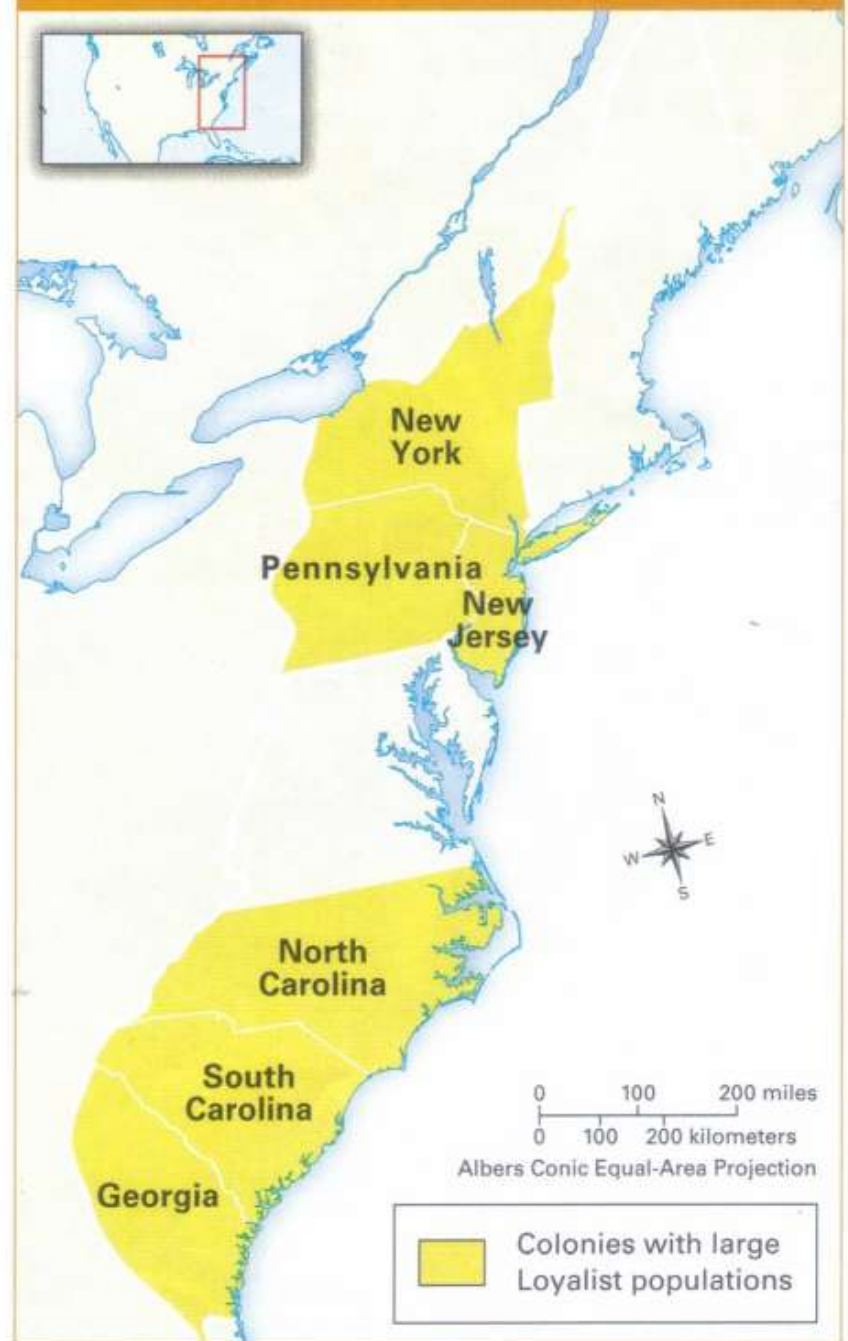 New
York
Pennsylvania
New
Jersey
N
W
E
S
North
Carolina
South
Carolina
Georgia
0 100 200 miles
0 100 200 kilometers
Albers Conic Equal-Area Projection
Colonies with large
Loyalist populations